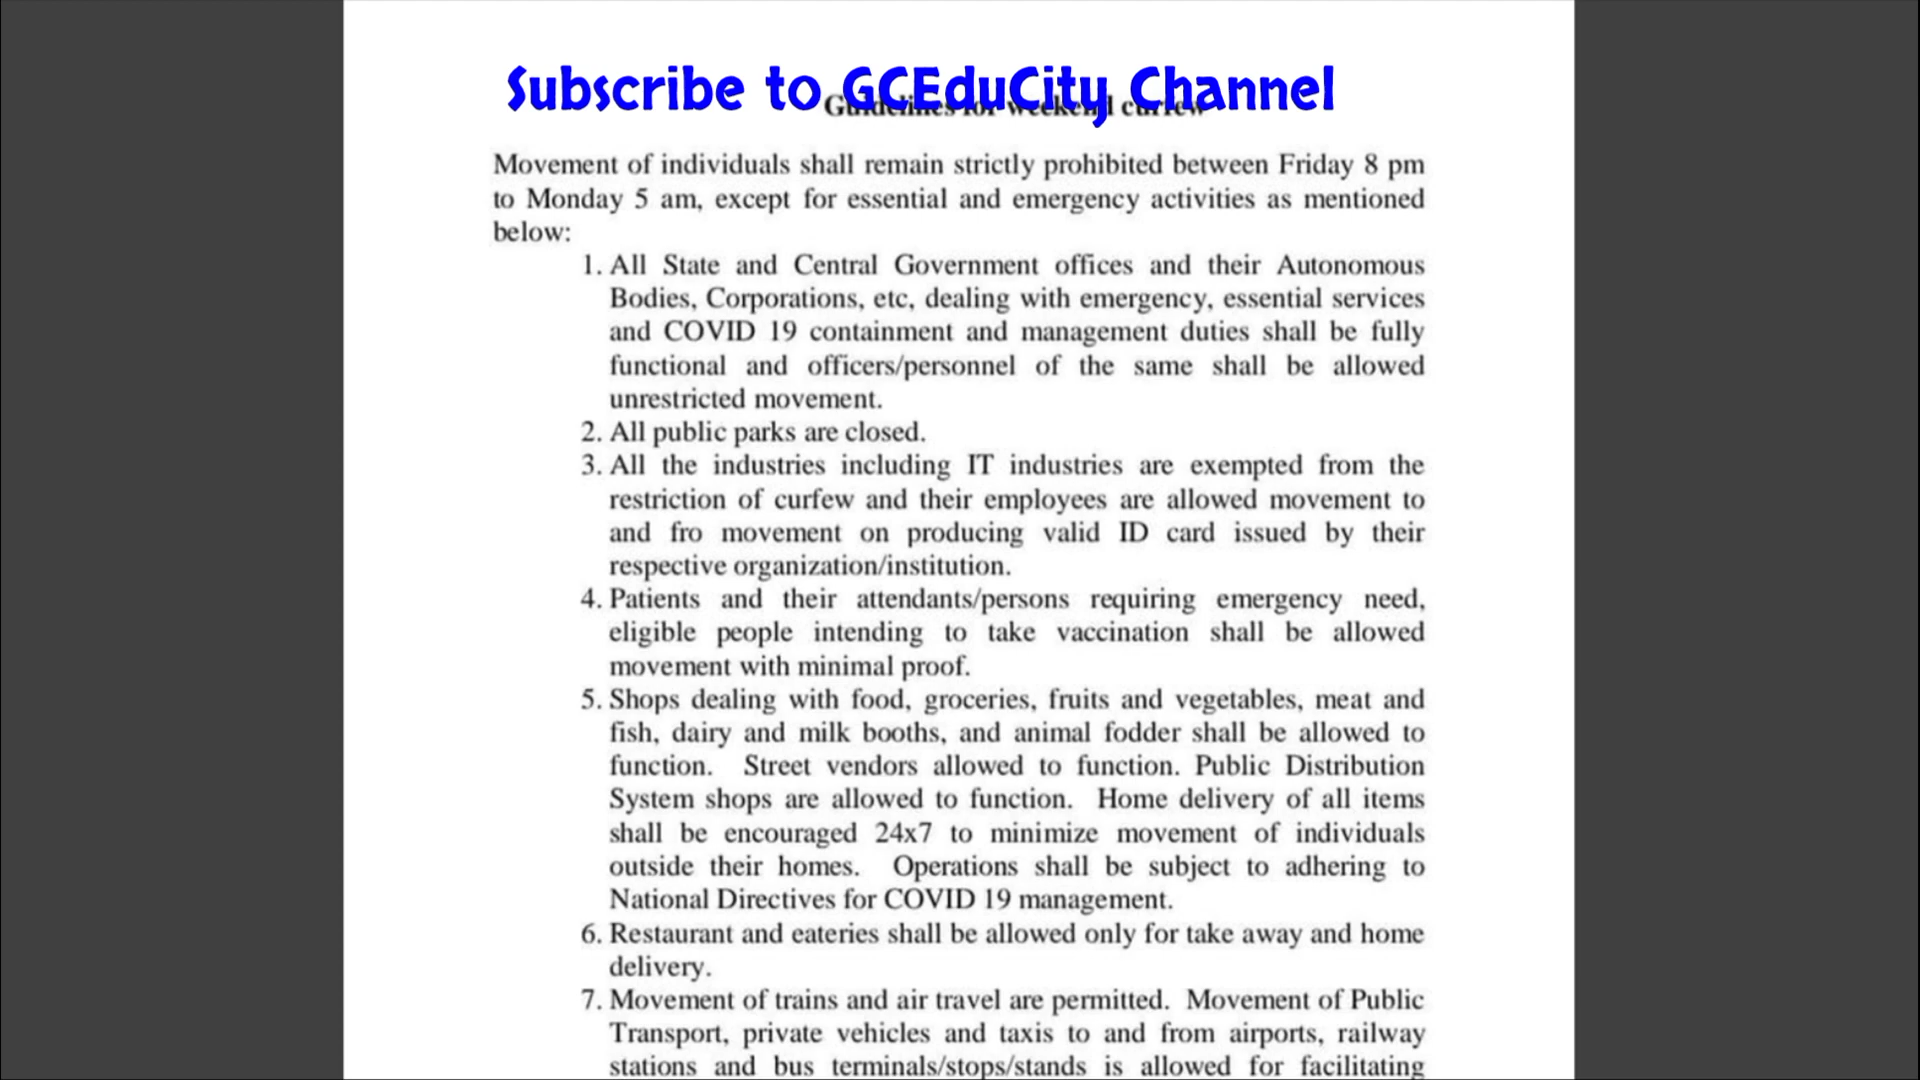 Subscribe to GCEduCity Channel
Guidelines for weekend curfew
Movement of individuals shall remain strictly prohibited between Friday 8 pm
to Monday 5 am, except for essential and emergency activities as mentioned
below:
1. All State and Central Government offices and their Autonomous
Bodies, Corporations, etc, dealing with emergency, essential services
and COVID 19 containment and management duties shall be fully
functional and officers/personnel of the same shall be allowed
unrestricted movement.
2. All public parks are closed.
3. All the industries including IT industries are exempted from the
restriction of curfew and their employees are allowed movement to
and fro movement on producing valid ID card issued by their
respective organization/institution.
4. Patients and their attendants/persons requiring emergency need,
eligible people intending to take vaccination shall be allowed
movement with minimal proof.
5. Shops dealing with food, groceries, fruits and vegetables, meat and
fish, dairy and milk booths, and animal fodder shall be allowed to
function. Street vendors allowed to function. Public Distribution
System shops are allowed to function. Home delivery of all items
shall be encouraged 24x7 to minimize movement of individuals
outside their homes. Operations shall be subject to adhering to
National Directives for COVID 19 management.
6. Restaurant and eateries shall be allowed only for take away and home
delivery.
7. Movement of trains and air travel are permitted. Movement of Public
Transport, private vehicles and taxis to and from airports, railway
stations and bus terminals/stops/stands is allowed for facilitating